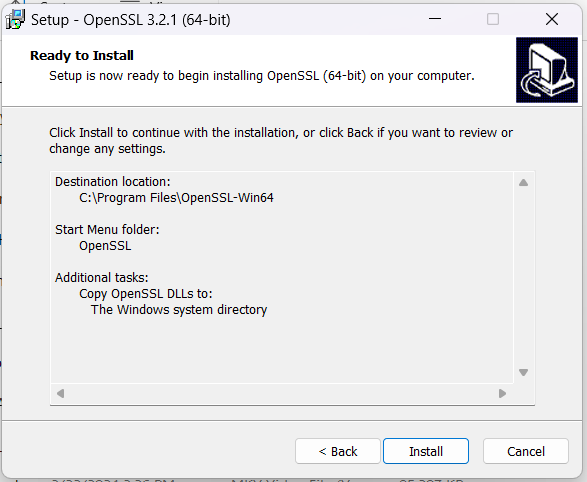 Setup - OpenSSL 3.2.1 (64-bit)
Ready to Install
Setup is now ready to begin installing OpenSSL (64-bit) on your computer.
Click Install to continue with the installation, or click Back if you want to review or
change any settings.
Destination location:
C:\Program Files\OpenSSL-Win64
Start Menu folder:
OpenSSL
Additional tasks:
Copy OpenSSL DLLs to:
The Windows system directory
< Back
Install
Cancel